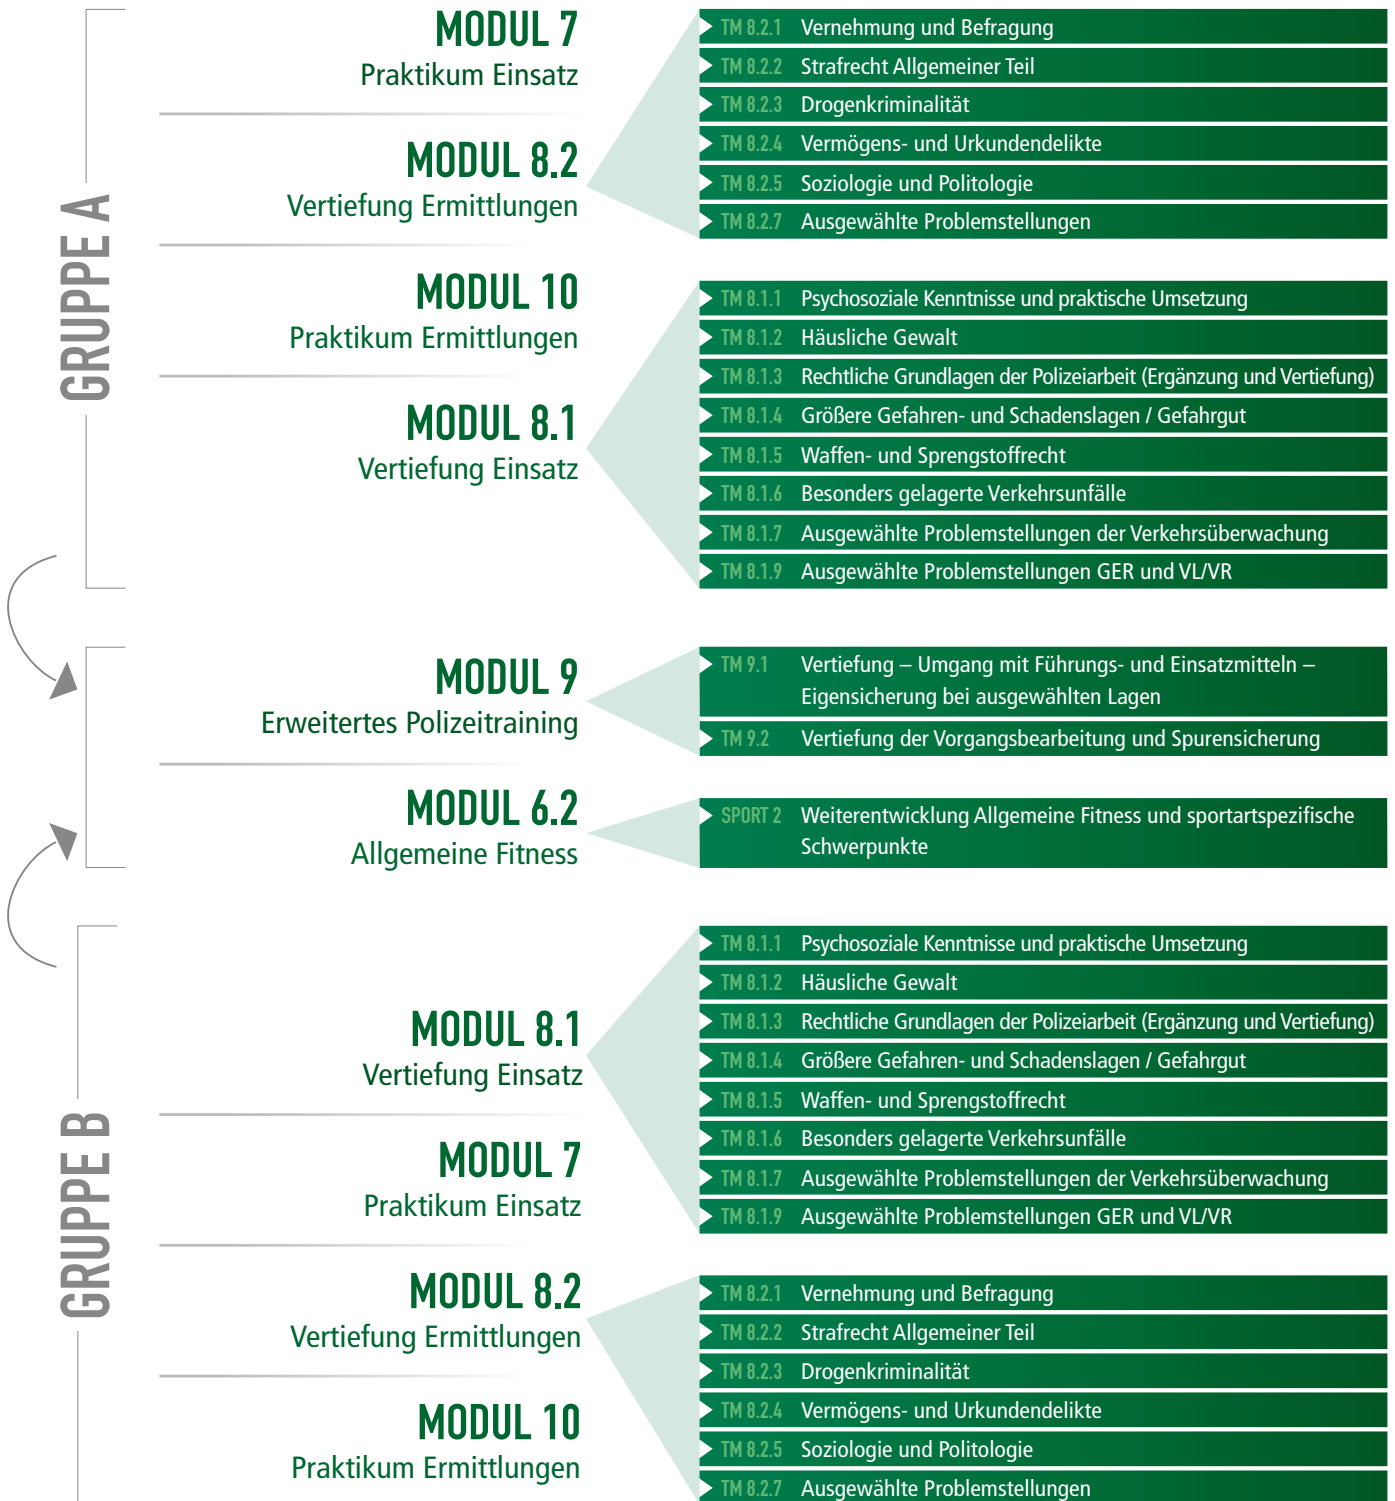 GRUPPE A
MODUL 7
Praktikum Einsatz
MODUL 8.2
Vertiefung Ermittlungen
TM 8.2.1 Vernehmung und Befragung
TM 8.2.2 Strafrecht Allgemeiner Teil
TM 8.2.3 Drogenkriminalität
TM 8.2.4 Vermögens- und Urkundendelikte
TM 8.2.5 Soziologie und Politologie
TM 8.2.7 Ausgewählte Problemstellungen
MODUL 10
Praktikum Ermittlungen
MODUL 8.1
Vertiefung Einsatz
TM 8.1.1 Psychosoziale Kenntnisse und praktische Umsetzung
TM 8.1.2 Häusliche Gewalt
TM 8.1.3 Rechtliche Grundlagen der Polizeiarbeit (Ergänzung und Vertiefung)
TM 8.1.4 Größere Gefahren- und Schadenslagen / Gefahrgut
TM 8.1.5 Waffen- und Sprengstoffrecht
TM 8.1.6 Besonders gelagerte Verkehrsunfälle
TM 8.1.7 Ausgewählte Problemstellungen der Verkehrsüberwachung
TM 8.1.9 Ausgewählte Problemstellungen GER und VL/VR
MODUL 9
Erweitertes Polizeitraining
TM 9.1 Vertiefung – Umgang mit Führungs- und Einsatzmitteln –
Eigensicherung bei ausgewählten Lagen
TM 9.2 Vertiefung der Vorgangsbearbeitung und Spurensicherung
MODUL 6.2
Allgemeine Fitness
SPORT 2 Weiterentwicklung Allgemeine Fitness und sportartspezifische
Schwerpunkte
GRUPPE B
MODUL 8.1
Vertiefung Einsatz
TM 8.1.1 Psychosoziale Kenntnisse und praktische Umsetzung
TM 8.1.2 Häusliche Gewalt
TM 8.1.3 Rechtliche Grundlagen der Polizeiarbeit (Ergänzung und Vertiefung)
TM 8.1.4 Größere Gefahren- und Schadenslagen / Gefahrgut
TM 8.1.5 Waffen- und Sprengstoffrecht
TM 8.1.6 Besonders gelagerte Verkehrsunfälle
TM 8.1.7 Ausgewählte Problemstellungen der Verkehrsüberwachung
TM 8.1.9 Ausgewählte Problemstellungen GER und VL/VR
MODUL 7
Praktikum Einsatz
MODUL 8.2
Vertiefung Ermittlungen
TM 8.2.1 Vernehmung und Befragung
TM 8.2.2 Strafrecht Allgemeiner Teil
TM 8.2.3 Drogenkriminalität
TM 8.2.4 Vermögens- und Urkundendelikte
TM 8.2.5 Soziologie und Politologie
TM 8.2.7 Ausgewählte Problemstellungen
MODUL 10
Praktikum Ermittlungen